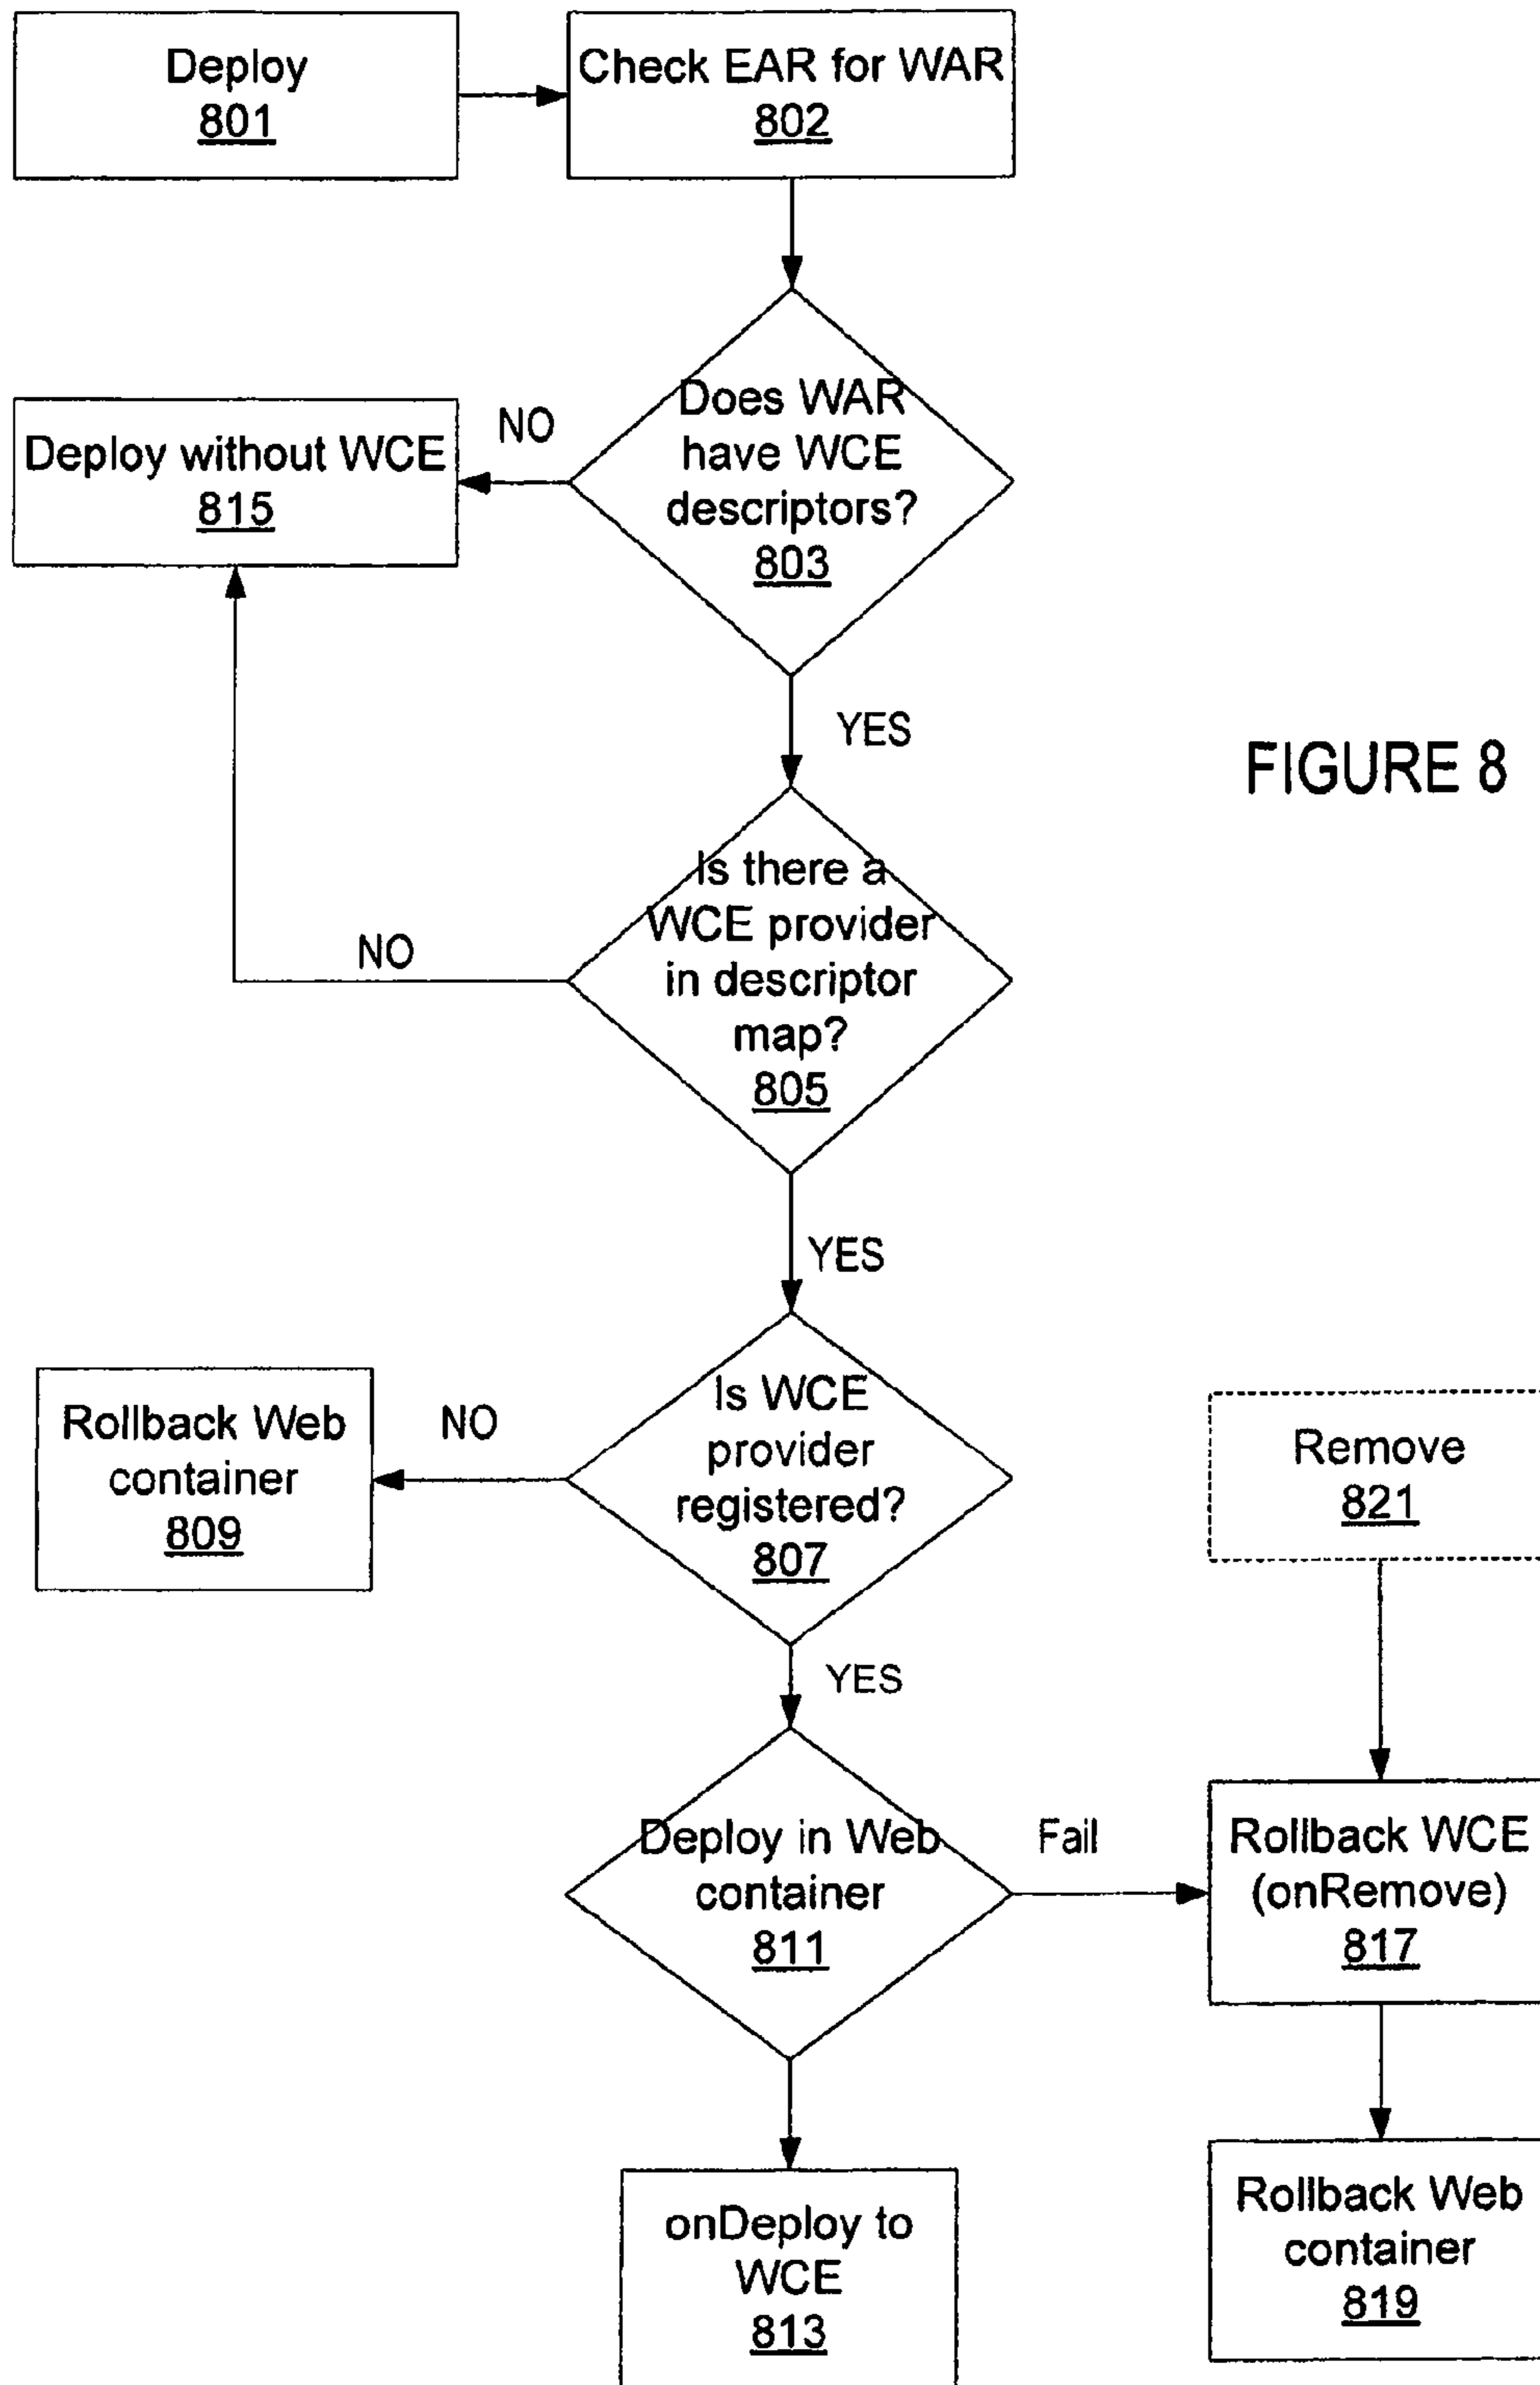 Deploy
801
Check EAR for WAR
802
Does WAR
have WCE
descriptors?
803
NO
Deploy without WCE
815
YES
FIGURE 8
Is there a
WCE provider
in descriptor
map?
805
NO
YES
Is WCE
provider
registered?
807
NO
Rollback Web
container
809
Remove
821
YES
Deploy in Web
container
811
Fail
Rollback WCE
(onRemove)
817
onDeploy to
WCE
813
Rollback Web
container
819